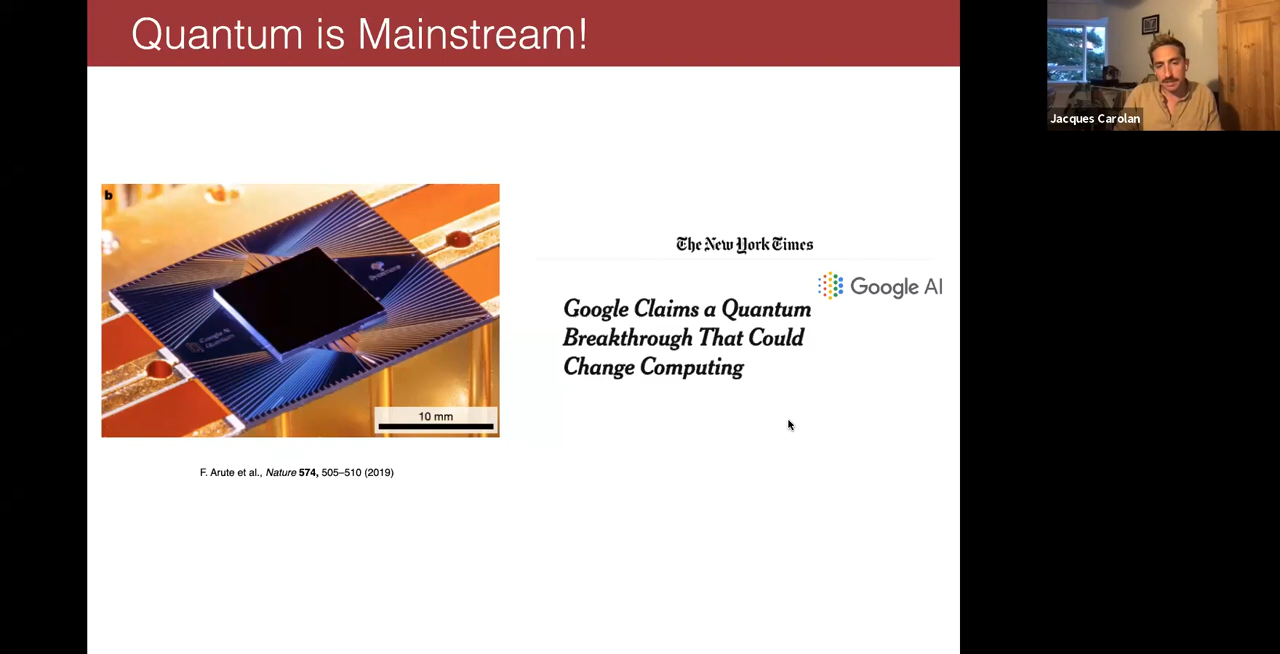 Quantum is Mainstream!
Jacques Carolan
b
The New York Times
Google AI
Google Claims a Quantum
Breakthrough That Could
Change Computing
10 mm
F. Arute et al., Nature 574, 505–510 (2019)